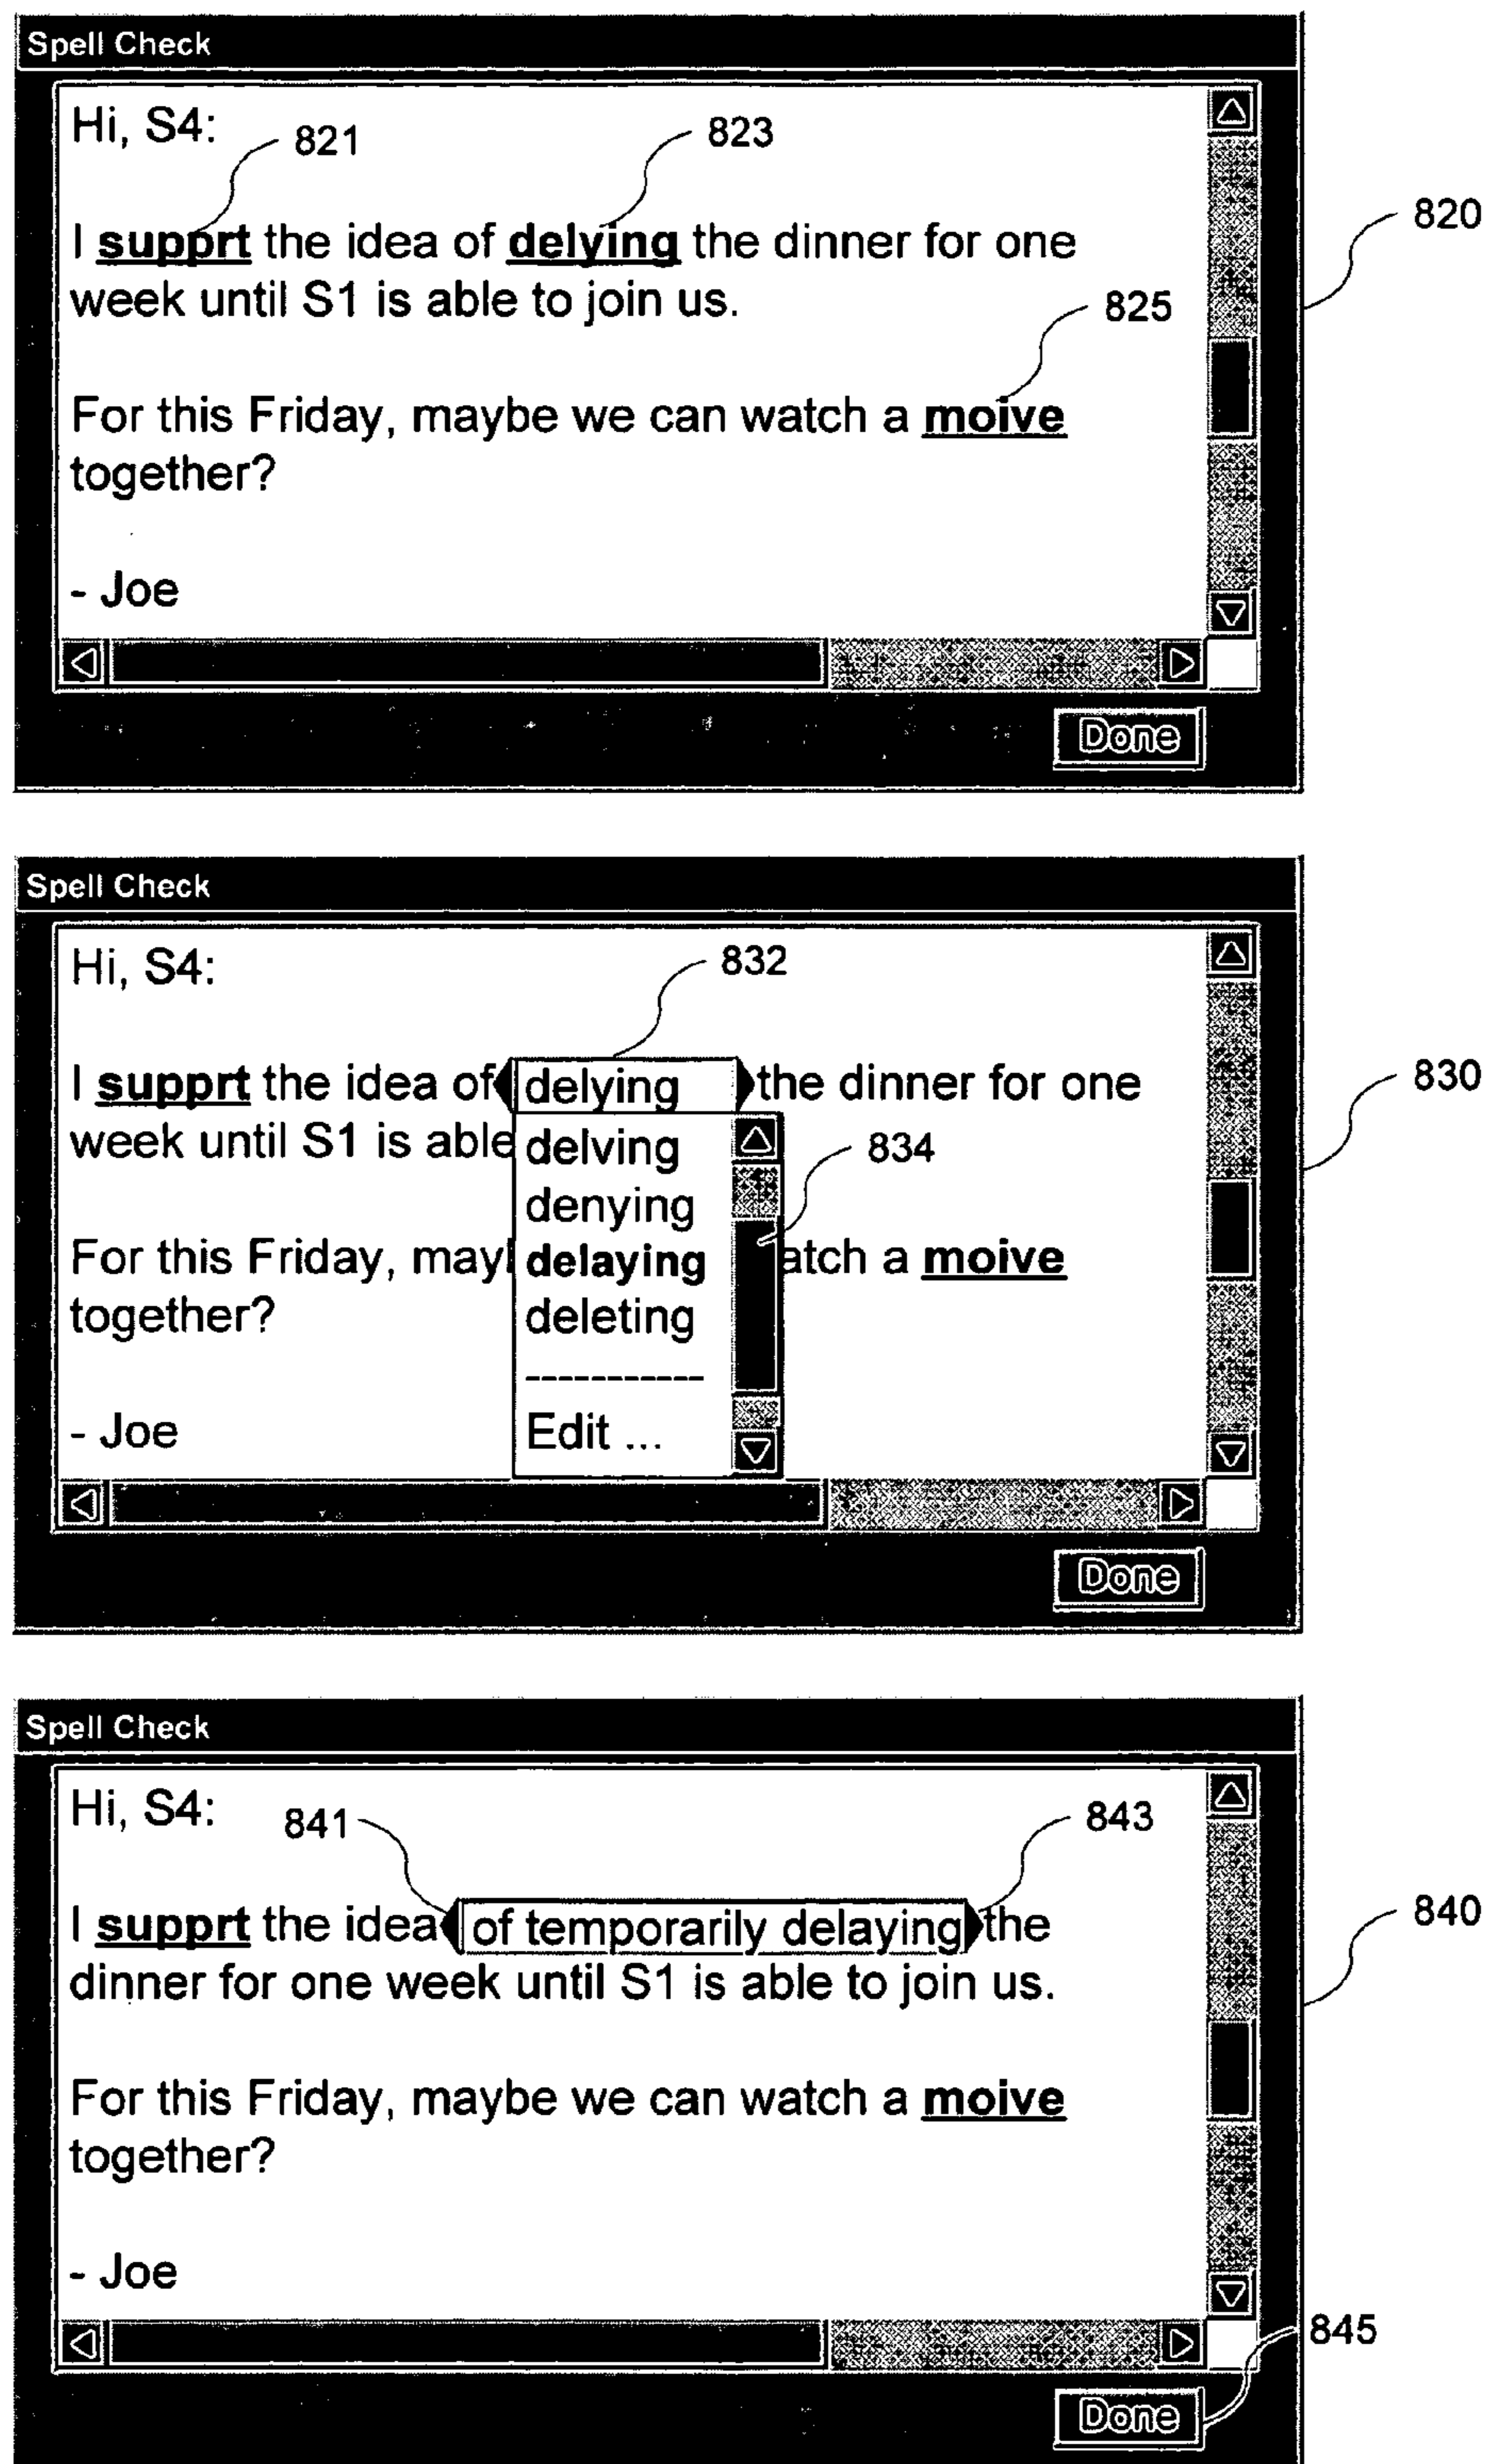 Spell Check
Hi, S4:
821
823
820
I supprt the idea of delying the dinner for one
week until S1 is able to join us.
825
For this Friday, maybe we can watch a moive
together?
- Joe
Done
Spell Check
Hi, S4:
832
830
I supprt the idea of delying the dinner for one
week until S1 is able delving
834
denying
For this Friday, mayb delaying atch a moive
together? deleting
-----------
- Joe Edit ...
Done
Spell Check
Hi, S4:
841
843
840
I supprt the idea of temporarily delaying the
dinner for one week until S1 is able to join us.
For this Friday, maybe we can watch a moive
together?
- Joe
845
Done